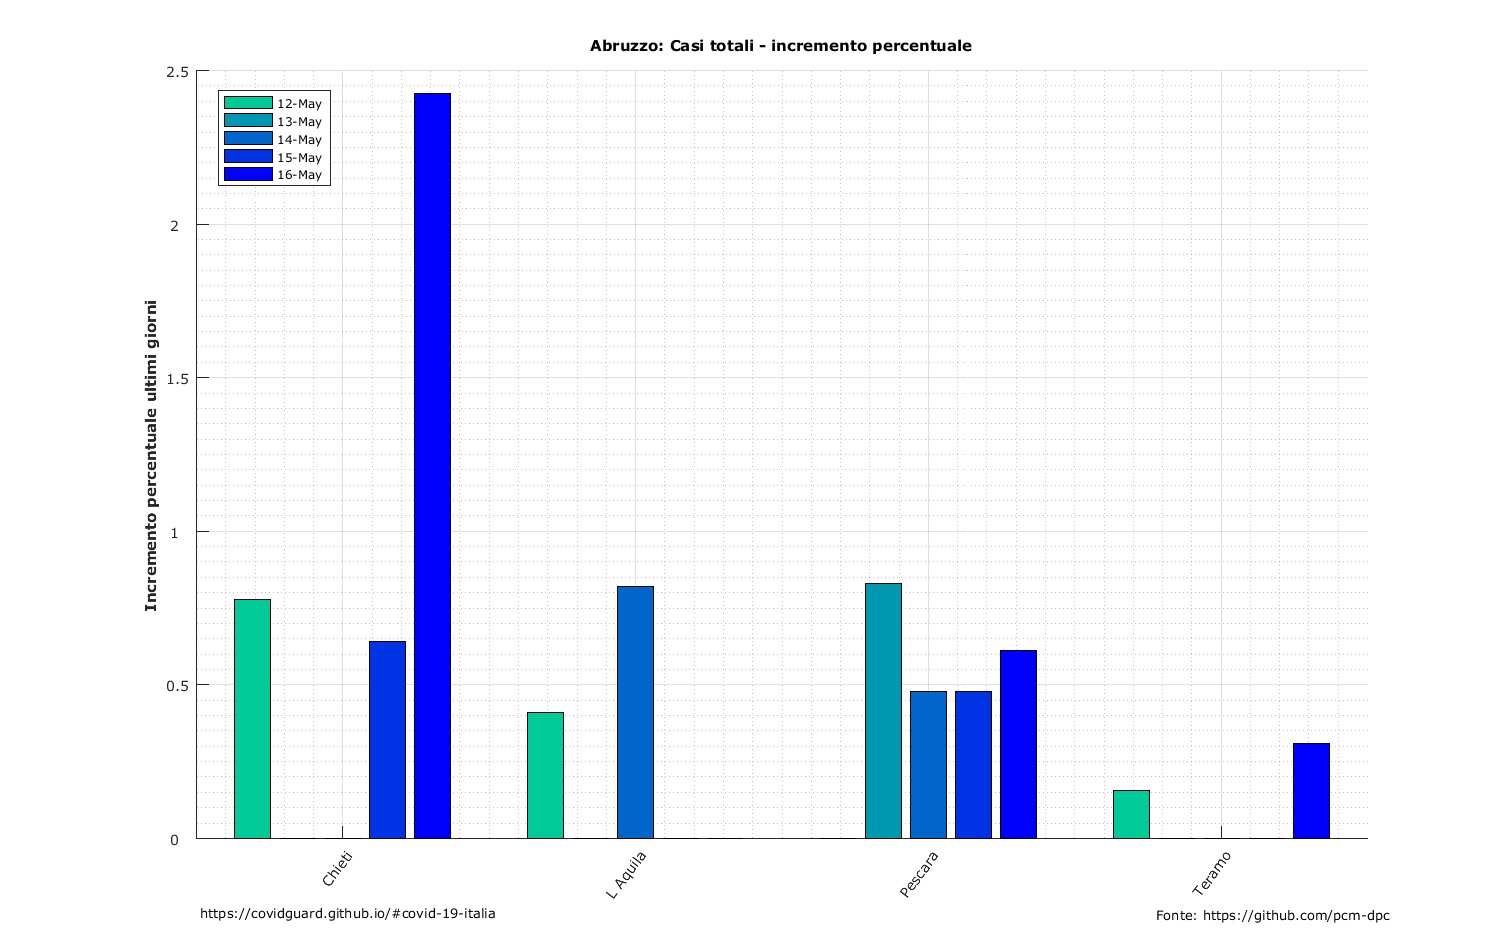 Abruzzo: Casi totali - incremento percentuale
2.5
2
1.5
1
0.5
0
Incremento percentuale ultimi giorni
12-May
13-May
14-May
15-May
16-May
Chieti
L Aquila
Pescara
Teramo
https://covidguard.github.io/#covid-19-italia
Fonte: https://github.com/pcm-dpc